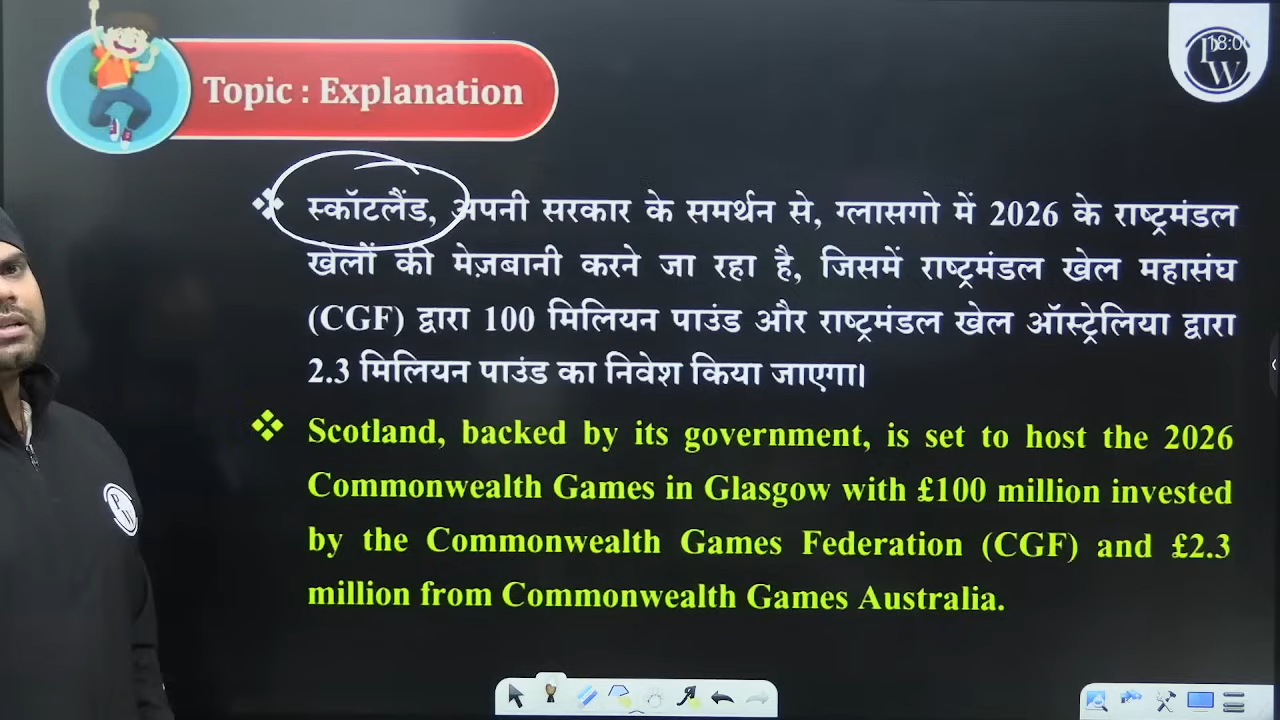 Topic : Explanation
18:0
PW
स्कॉटलैंड, अपनी सरकार के समर्थन से, ग्लासगो में 2026 के राष्ट्रमंडल
खेलों की मेज़बानी करने जा रहा है, जिसमें राष्ट्रमंडल खेल महासंघ
(CGF) द्वारा 100 मिलियन पाउंड और राष्ट्रमंडल खेल ऑस्ट्रेलिया द्वारा
2.3 मिलियन पाउंड का निवेश किया जाएगा।
Scotland, backed by its government, is set to host the 2026
Commonwealth Games in Glasgow with £100 million invested
by the Commonwealth Games Federation (CGF) and £2.3
million from Commonwealth Games Australia.